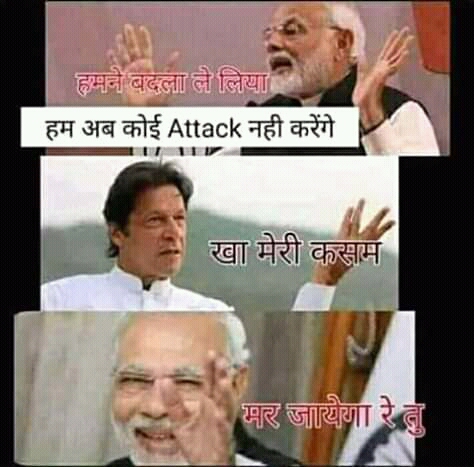 हमने बदला ले लिया
हम अब कोई Attack नही करेंगे
खा मेरी कसम
मर जायेगा रे तु